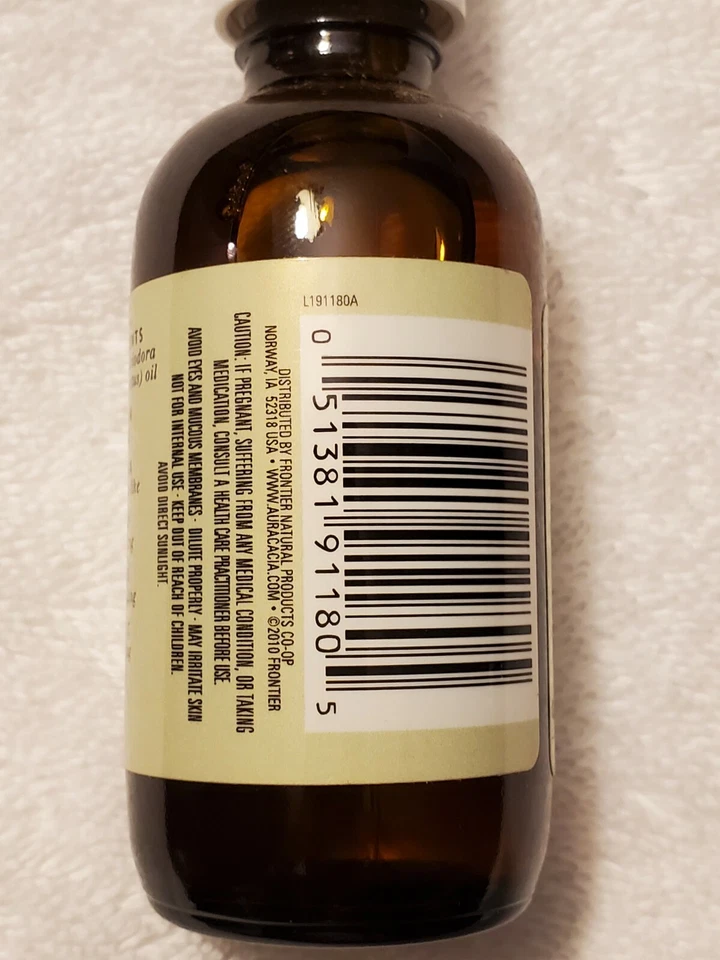 L191180A
0 51381 91180 5
DISTRIBUTED BY FRONTIER NATURAL PRODUCTS CO-OP
NORWAY, IA 52318 USA • WWW.AURACACIA.COM • ©2010 FRONTIER
CAUTION: IF PREGNANT, SUFFERING FROM ANY MEDICAL CONDITION, OR TAKING
MEDICATION, CONSULT A HEALTH CARE PRACTITIONER BEFORE USE.
AVOID EYES AND MUCOUS MEMBRANES · DILUTE PROPERLY · MAY IRRITATE SKIN
NOT FOR INTERNAL USE · KEEP OUT OF REACH OF CHILDREN.
AVOID DIRECT SUNLIGHT.
oil